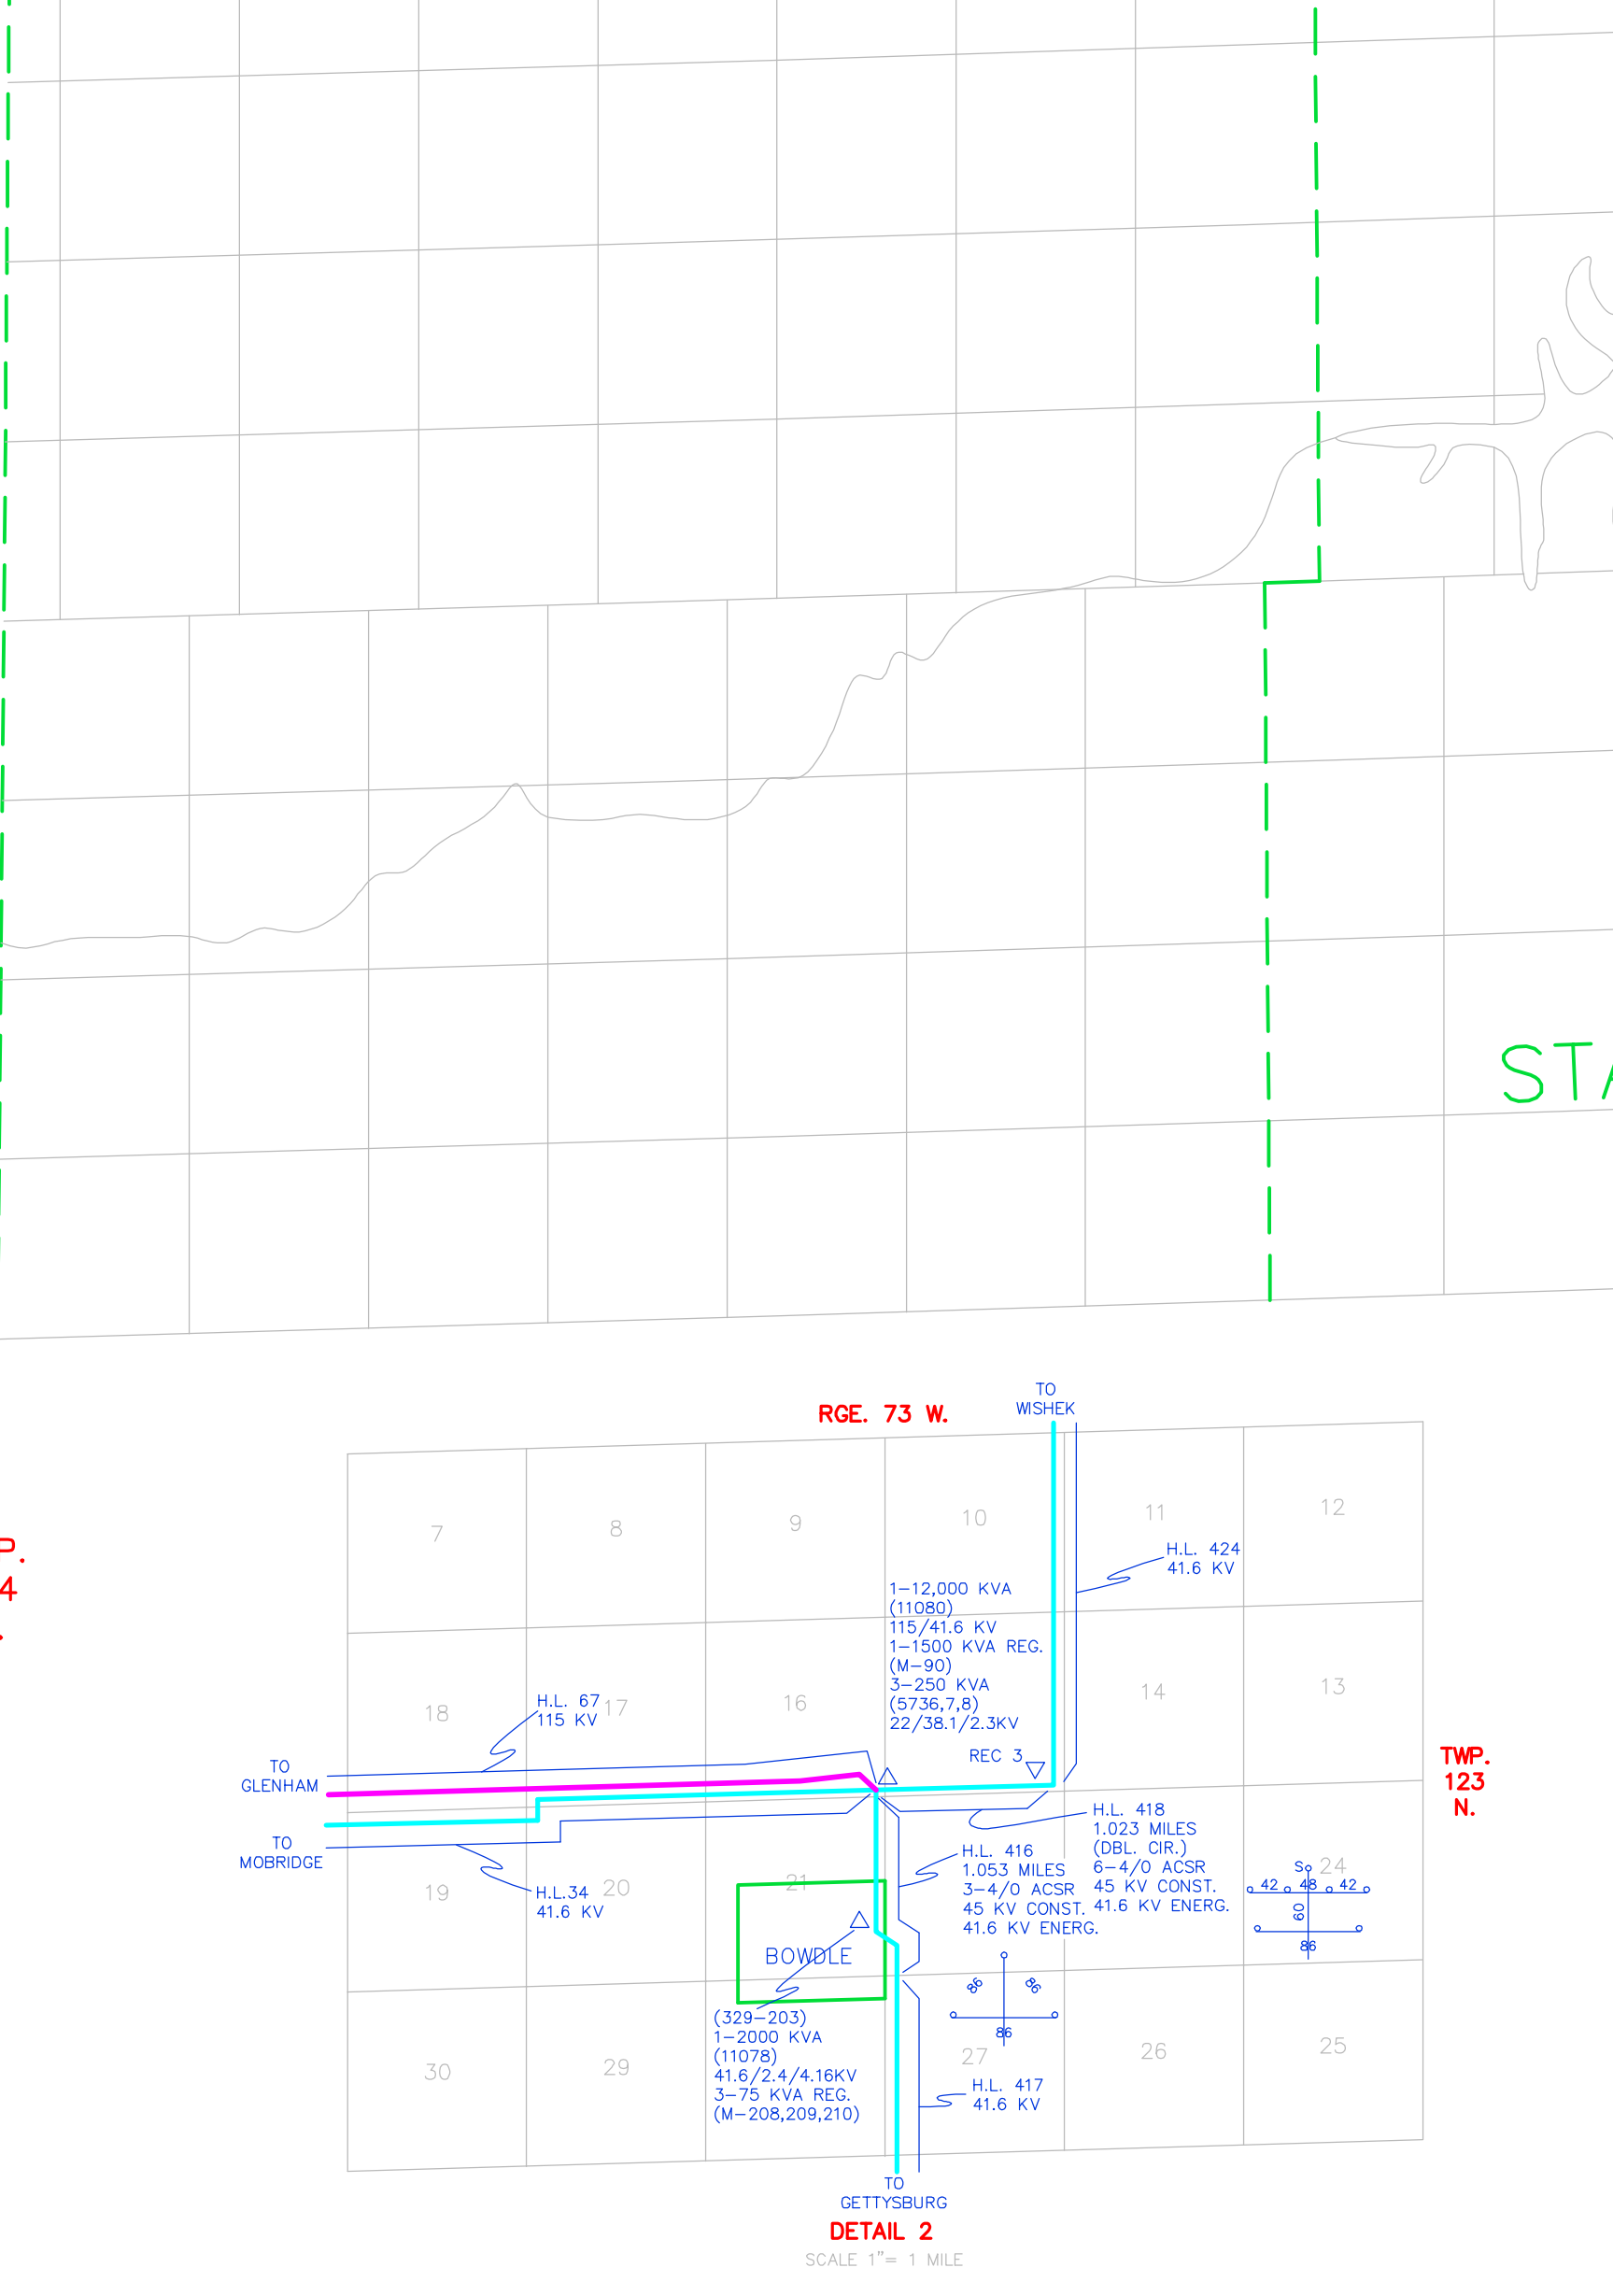 STA
P.
4
TO
WISHEK
RGE. 73 W.
7
8
9
10
11
12
H.L. 424
41.6 KV
1-12,000 KVA
(11080)
115/41.6 KV
1-1500 KVA REG.
(M-90)
3-250 KVA
(5736,7,8)
22/38.1/2.3KV
REC 3
18
17
16
14
13
H.L. 67
115 KV
TO
GLENHAM
TWP.
123
N.
TO
MOBRIDGE
19
20
21
24
H.L.34
41.6 KV
H.L. 418
1.023 MILES
(DBL. CIR.)
6-4/0 ACSR
45 KV CONST.
41.6 KV ENERG.
H.L. 416
1.053 MILES
3-4/0 ACSR
45 KV CONST.
41.6 KV ENERG.
S
42 48 42
60
86
BOWDLE
86 86
86
(329-203)
1-2000 KVA
(11078)
41.6/2.4/4.16KV
3-75 KVA REG.
(M-208,209,210)
30
29
27
26
25
H.L. 417
41.6 KV
TO
GETTYSBURG
DETAIL 2
SCALE 1"= 1 MILE